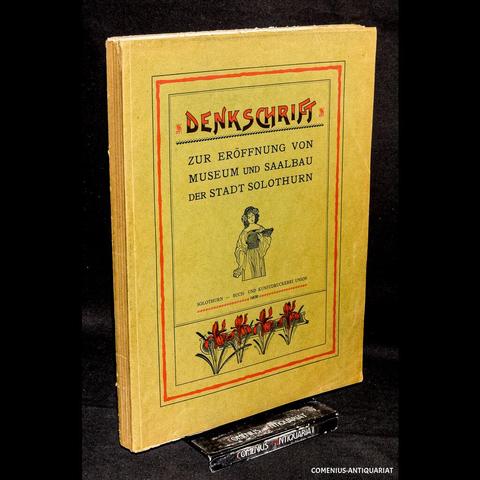 DENKSCHRIFT
ZUR ERÖFFNUNG VON
MUSEUM UND SAALBAU
DER STADT SOLOTHURN
SOLOTHURN — BUCH- UND KUNSTDRUCKEREI UNION
COMENIUS-ANTIQUARIAT
COMENIUS-ANTIQUARIAT